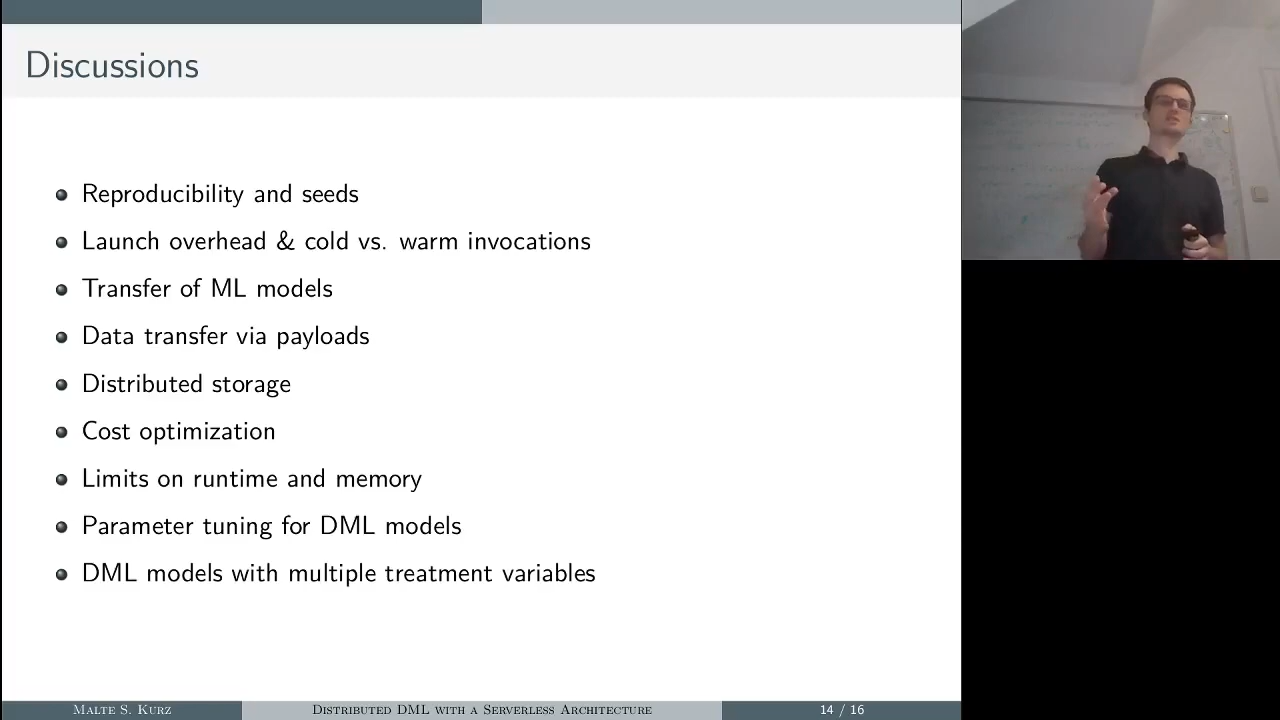 Discussions
Reproducibility and seeds
Launch overhead & cold vs. warm invocations
Transfer of ML models
Data transfer via payloads
Distributed storage
Cost optimization
Limits on runtime and memory
Parameter tuning for DML models
DML models with multiple treatment variables
Malte S. Kurz
Distributed DML with a Serverless Architecture
14 / 16